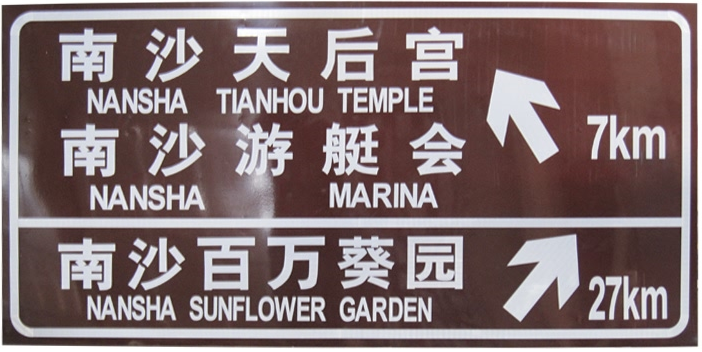 南沙天后宫
NANSHA TIANHOU TEMPLE
南沙游艇会
NANSHA MARINA
7km
南沙百万葵园
NANSHA SUNFLOWER GARDEN
27km